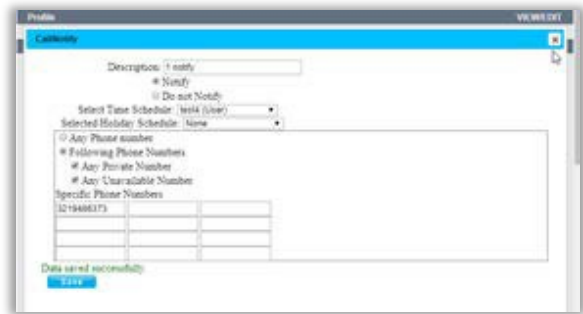 Profile VIEW/EDIT
CallNotify
Description: 1 notify
Notify
Do not Notify
Select Time Schedule: test4 (User)
Selected Holiday Schedule: None
Any Phone number
Following Phone Numbers
Any Private Number
Any Unavailable Number
Specific Phone Numbers
3219486373
Data saved successfully
Save